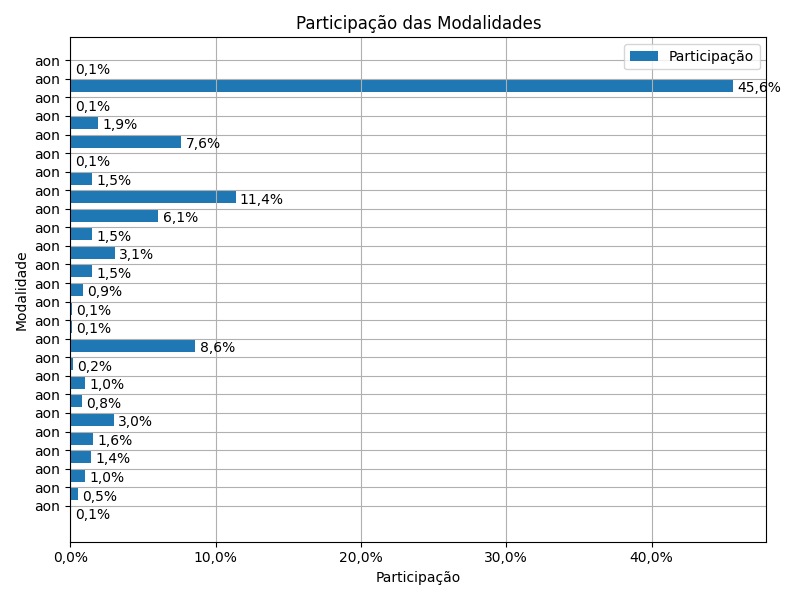 Participação das Modalidades
Participação
aon
0,1%
aon
45,6%
aon
0,1%
aon
1,9%
aon
7,6%
aon
0,1%
aon
1,5%
aon
11,4%
aon
6,1%
aon
1,5%
aon
3,1%
aon
1,5%
aon
0,9%
aon
0,1%
aon
0,1%
aon
8,6%
aon
0,2%
aon
1,0%
aon
0,8%
aon
3,0%
aon
1,6%
aon
1,4%
aon
1,0%
aon
0,5%
aon
0,1%
Modalidade
0,0% 10,0% 20,0% 30,0% 40,0%
Participação